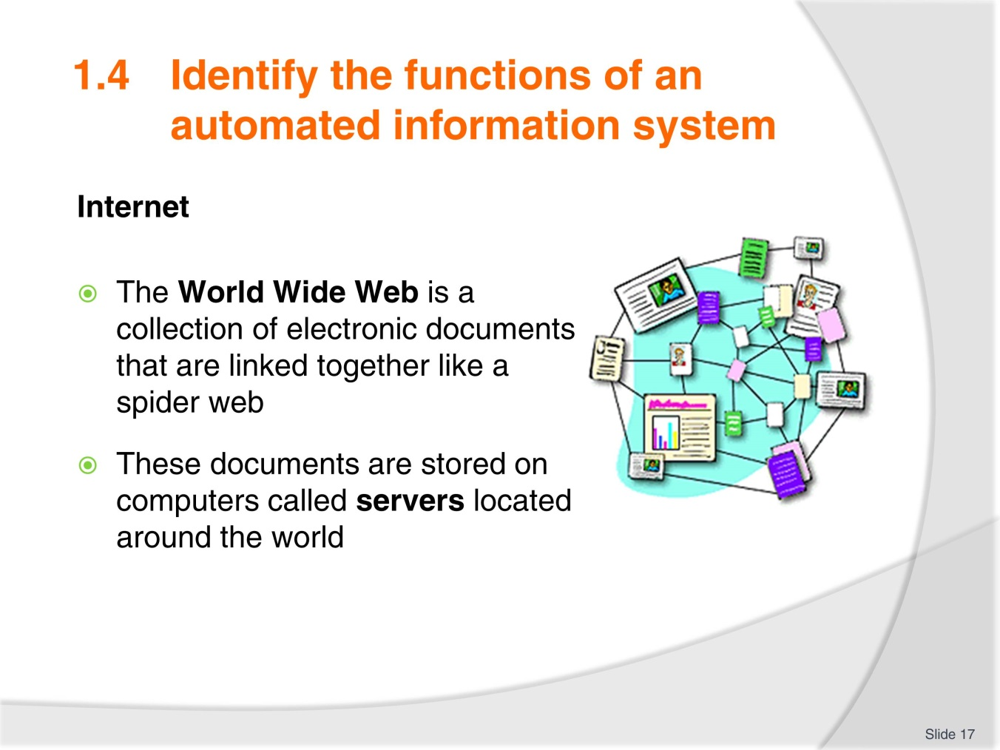 1.4 Identify the functions of an
automated information system
Internet
The World Wide Web is a
collection of electronic documents
that are linked together like a
spider web
These documents are stored on
computers called servers located
around the world
Slide 17